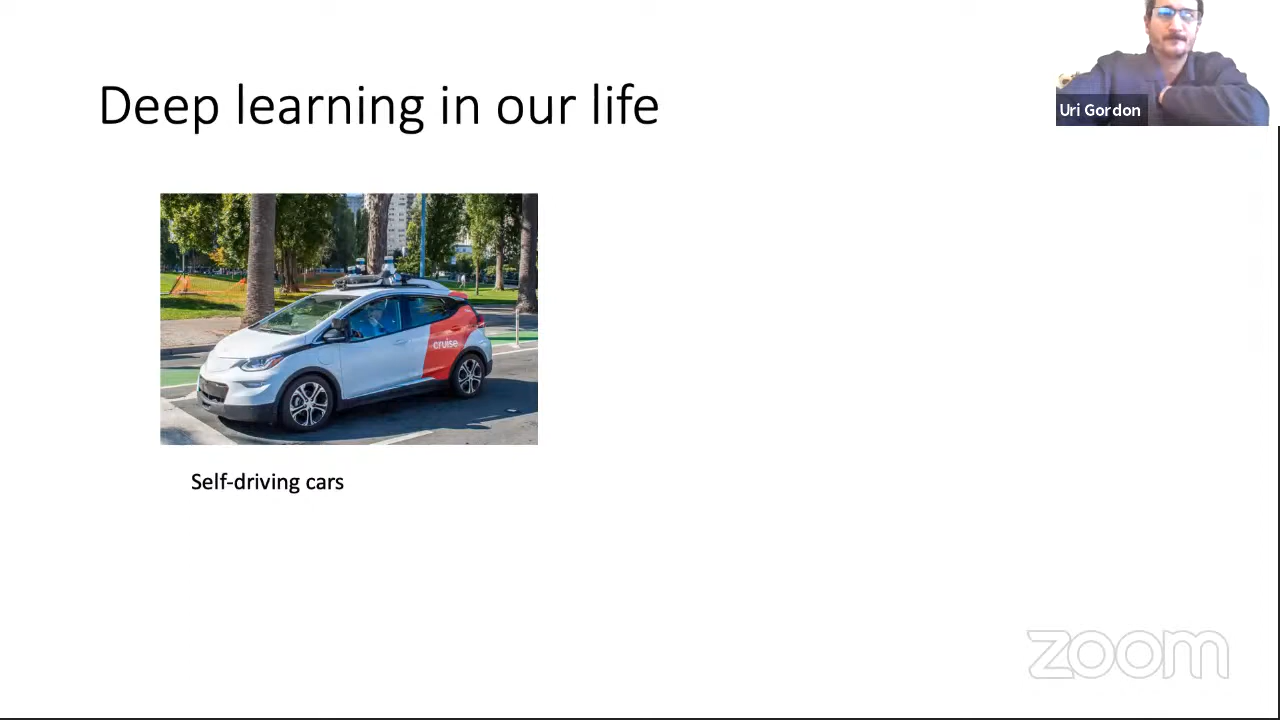 Deep learning in our life
Uri Gordon
cruise
Self-driving cars
zoom